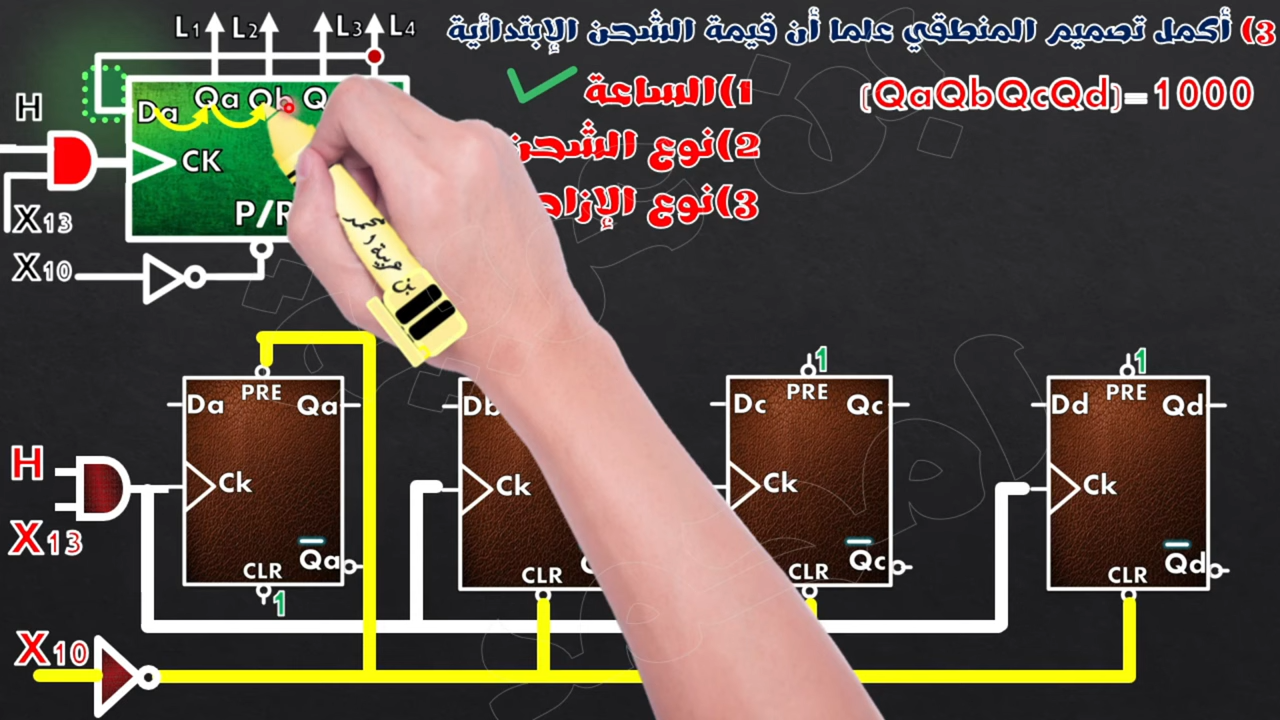 3) أكمل تصميم المنطقي علما أن قيمة الشحن الإبتدائية
(QaQbQcQd)=1000
1)الساعة
2)نوع الشحن
3)نوع
L1 L2 L3 L4
Da Qa Qb
H
CK
X13
P/R
X10
1 1
PRE PRE PRE
Da Qa Db Dc Qc Dd Qd
H
Ck Ck Ck Ck
X13
Qa Qc Qd
CLR CLR CLR CLR
1
X10